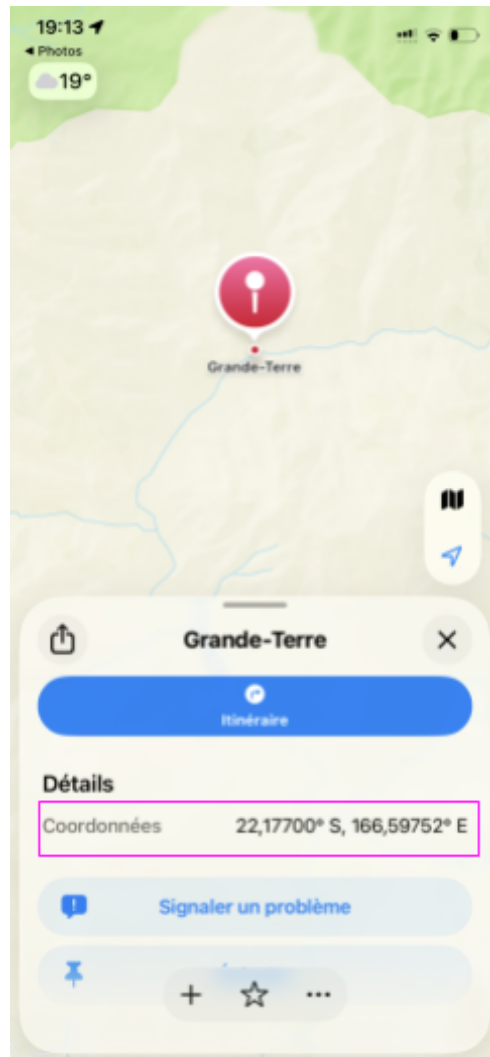 19:13
◀ Photos
19°
Grande-Terre
Grande-Terre
Itinéraire
Détails
Coordonnées 22,17700° S, 166,59752° E
Signaler un problème